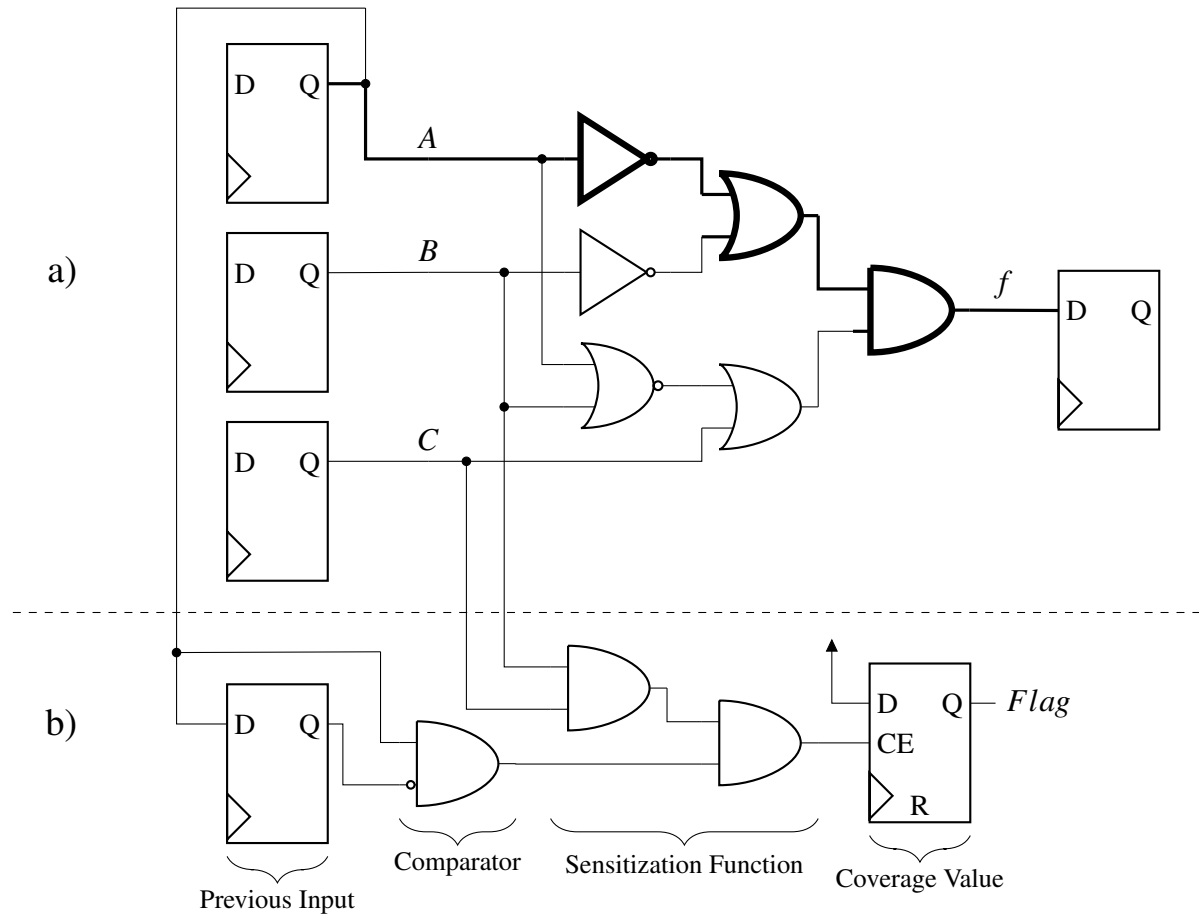 D Q
A
a)
B
D Q
f
D Q
C
D Q
b)
D Q
D Q
Flag
CE
R
Comparator
Sensitization Function
Coverage Value
Previous Input